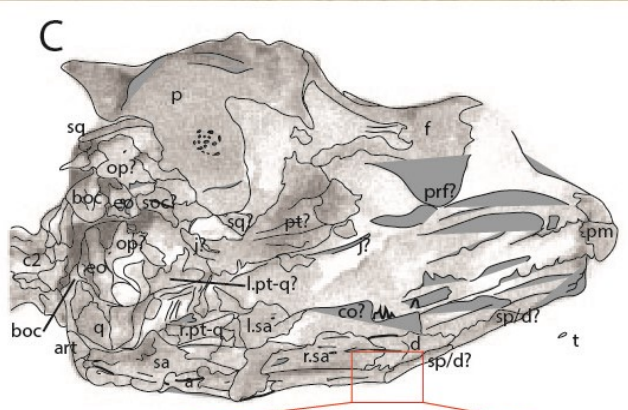 C
p
f
sq
op?
boc
eo
soc?
prf?
sq?
pt?
pm
op?
j?
j?
c2
eo
l.pt-q?
boc
co?
sp/d?
q
r.pt-q
l.sa
t
art
d
sa
r.sa
sp/d?
a?